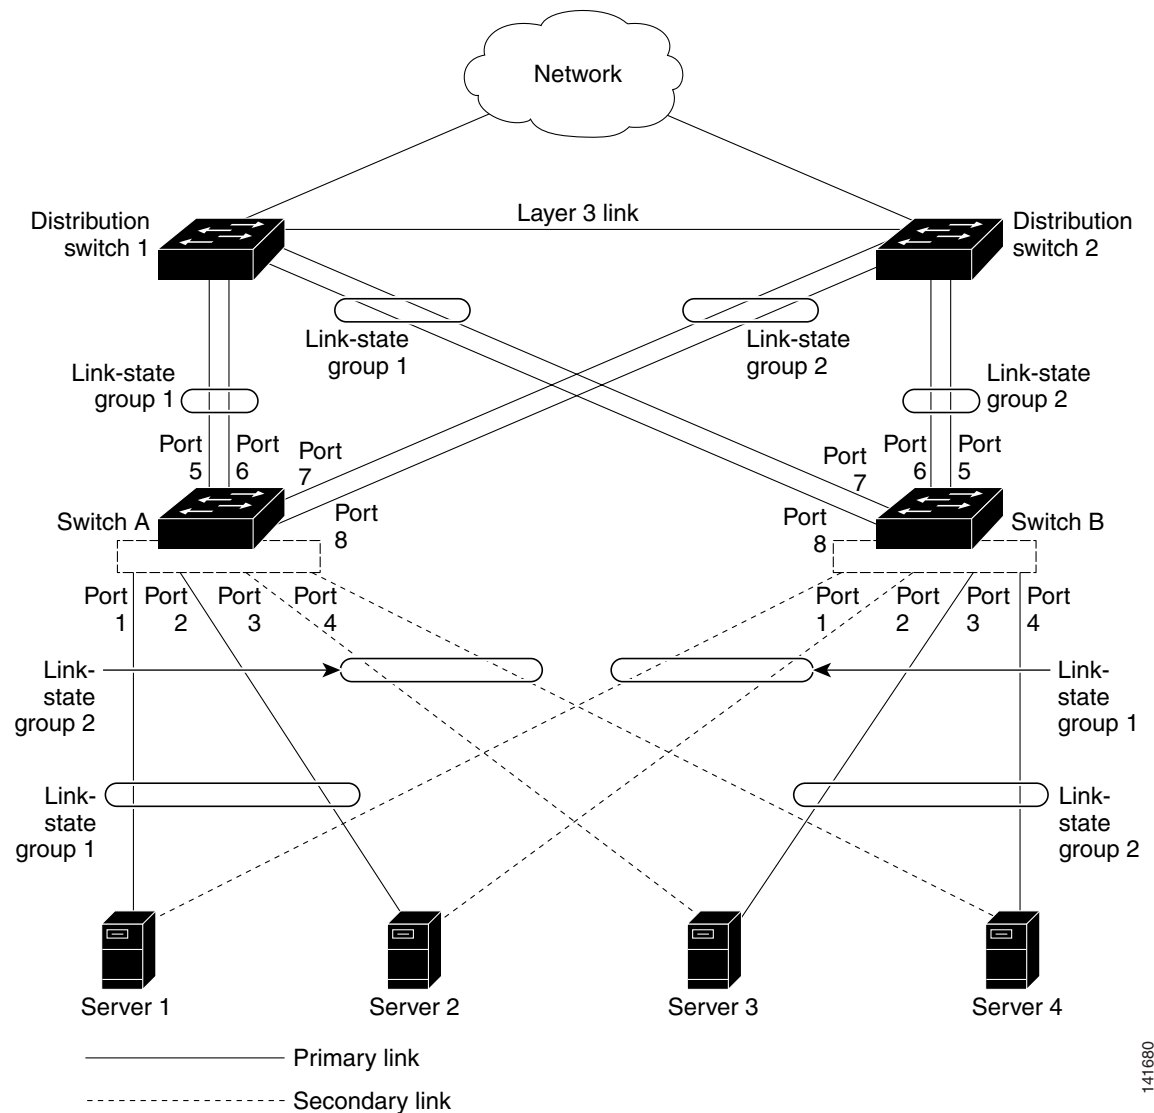 Network
Layer 3 link
Distribution
switch 1
Distribution
switch 2
Link-state
group 1
Link-state
group 2
Link-state
group 1
Link-state
group 2
Port
5
Port
6
Port
7
Port
8
Port
7
Port
6
Port
5
Port
8
Switch A
Switch B
Port
1
Port
2
Port
3
Port
4
Port
1
Port
2
Port
3
Port
4
Link-
state
group 2
Link-
state
group 1
Link-
state
group 1
Link-
state
group 2
Server 1
Server 2
Server 3
Server 4
Primary link
Secondary link
141680